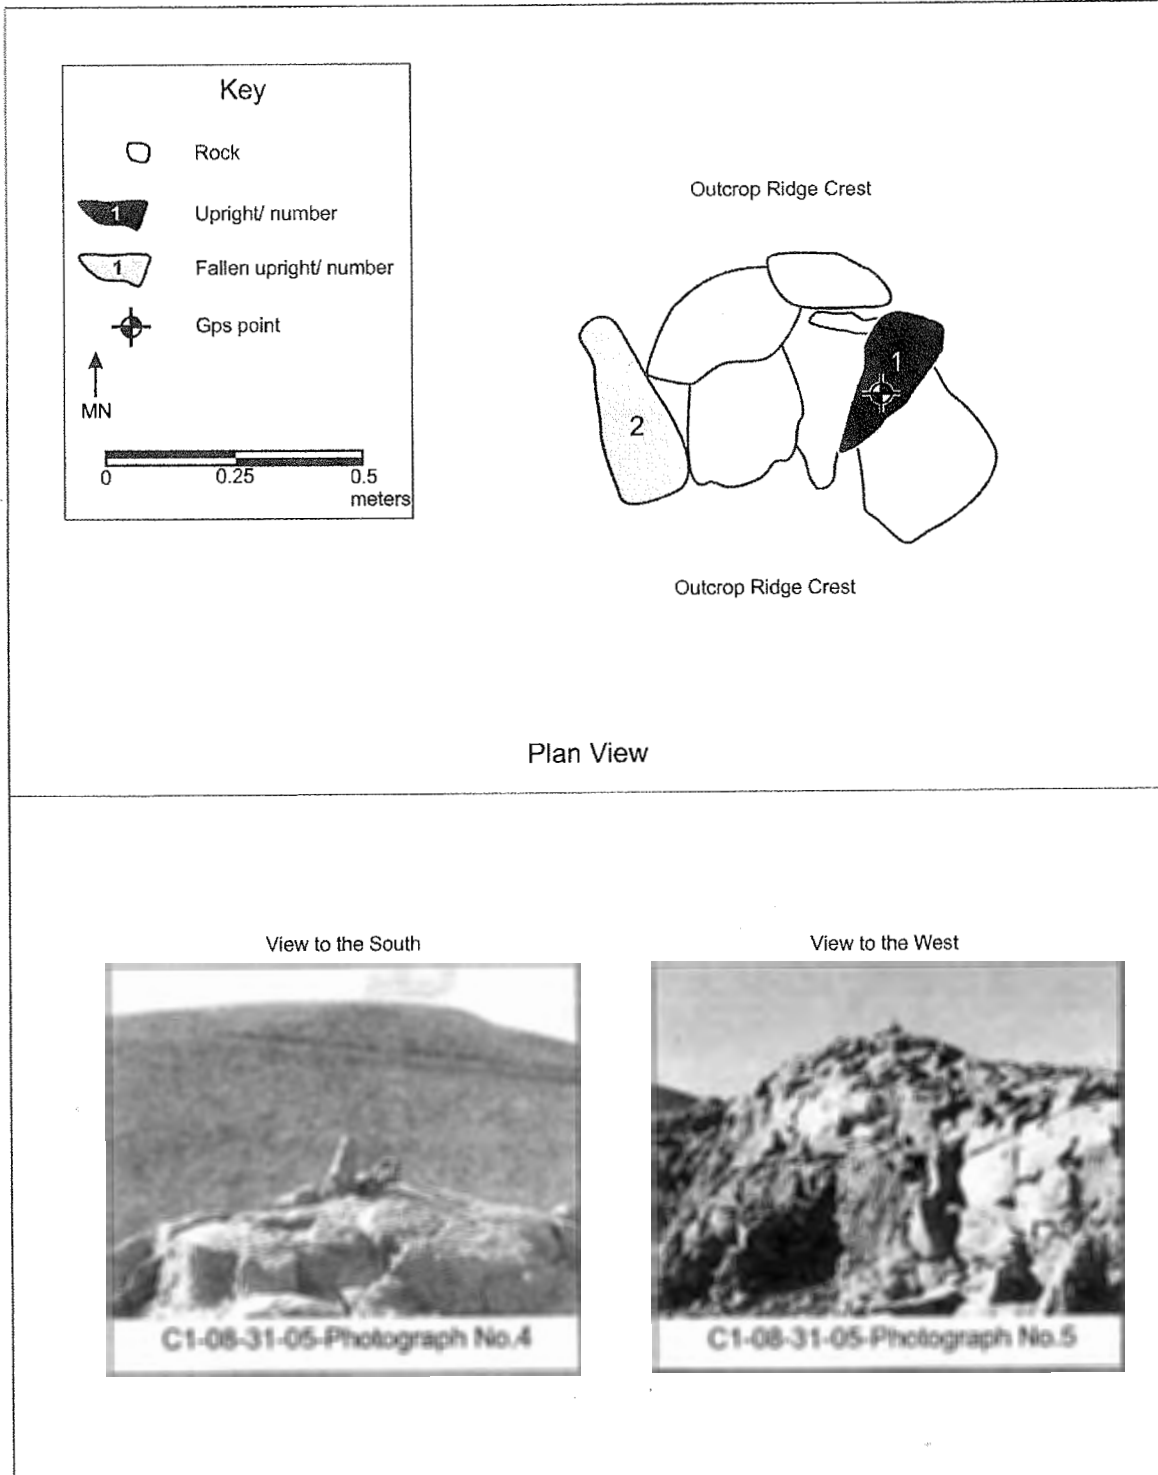 Key
Rock
1
Upright/ number
1
Fallen upright/ number
Gps point
MN
0
0.25
0.5
meters
Outcrop Ridge Crest
1
2
Outcrop Ridge Crest
Plan View
View to the South
View to the West
C1-08-31-05-Photograph No.4
C1-08-31-05-Photograph No.5